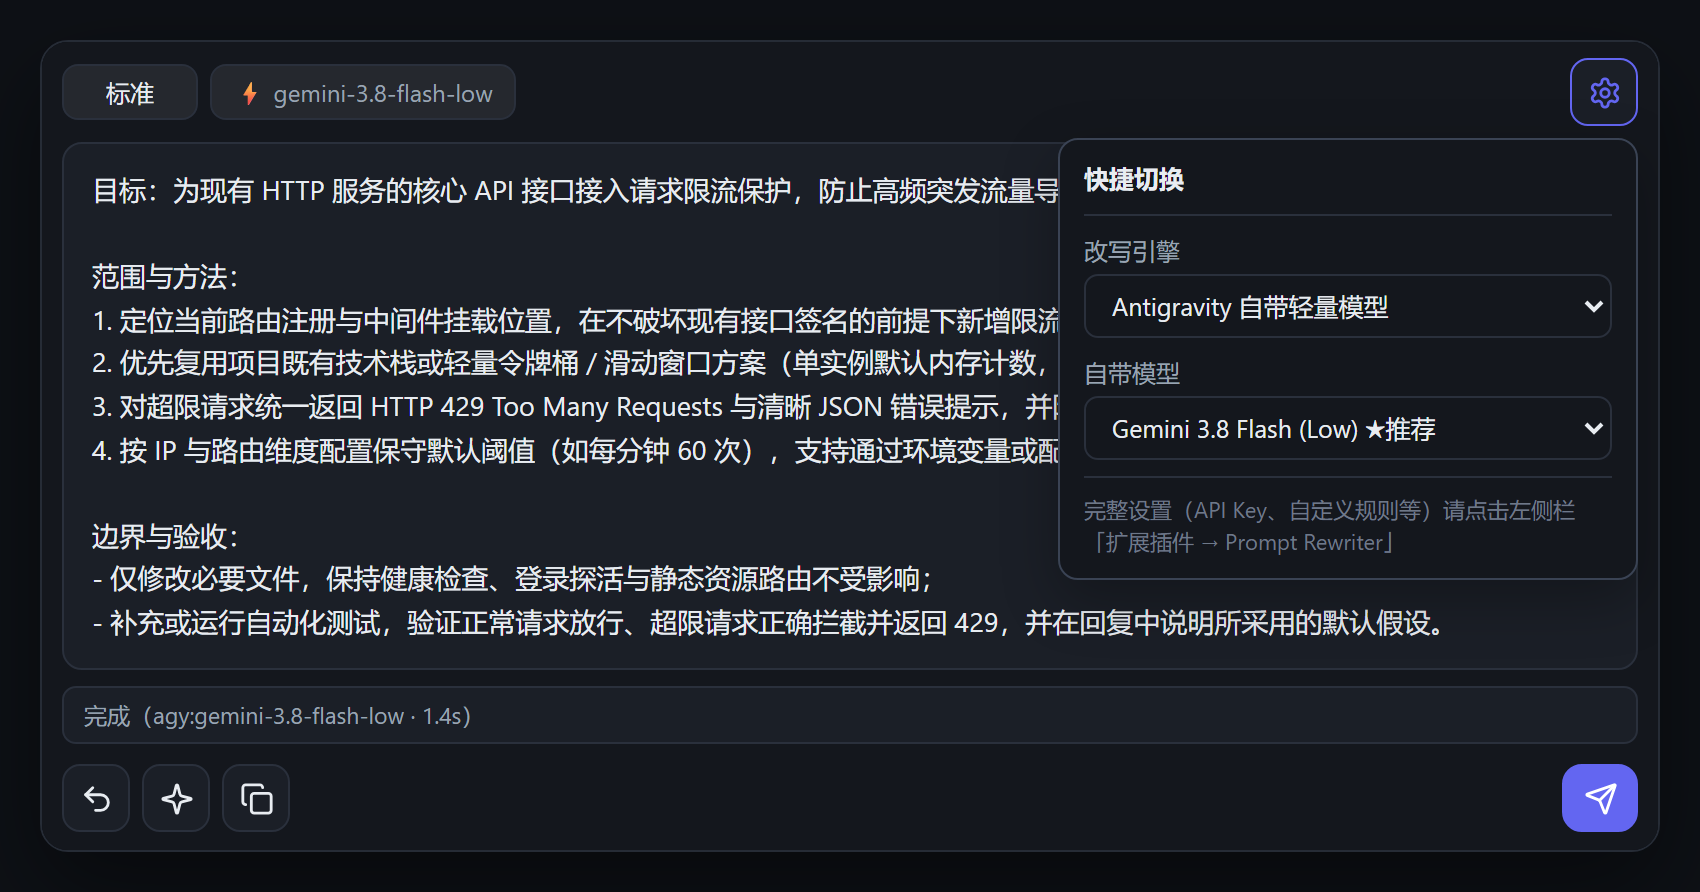 标准
gemini-3.8-flash-low
目标：为现有 HTTP 服务的核心 API 接口接入请求限流保护，防止高频突发流量导
范围与方法：
1. 定位当前路由注册与中间件挂载位置，在不破坏现有接口签名的前提下新增限流
2. 优先复用项目既有技术栈或轻量令牌桶 / 滑动窗口方案（单实例默认内存计数，
3. 对超限请求统一返回 HTTP 429 Too Many Requests 与清晰 JSON 错误提示，并
4. 按 IP 与路由维度配置保守默认阈值（如每分钟 60 次），支持通过环境变量或配
边界与验收：
- 仅修改必要文件，保持健康检查、登录探活与静态资源路由不受影响；
- 补充或运行自动化测试，验证正常请求放行、超限请求正确拦截并返回 429，并在回复中说明所采用的默认假设。
快捷切换
改写引擎
Antigravity 自带轻量模型
自带模型
Gemini 3.8 Flash (Low) ★推荐
完整设置（API Key、自定义规则等）请点击左侧栏
「扩展插件 → Prompt Rewriter」
完成（agy:gemini-3.8-flash-low · 1.4s）